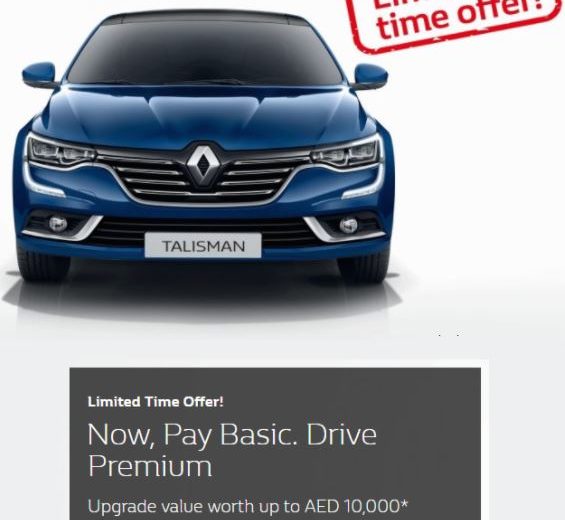 time offer!
TALISMAN
Limited Time Offer!
Now, Pay Basic. Drive
Premium
Upgrade value worth up to AED 10,000*